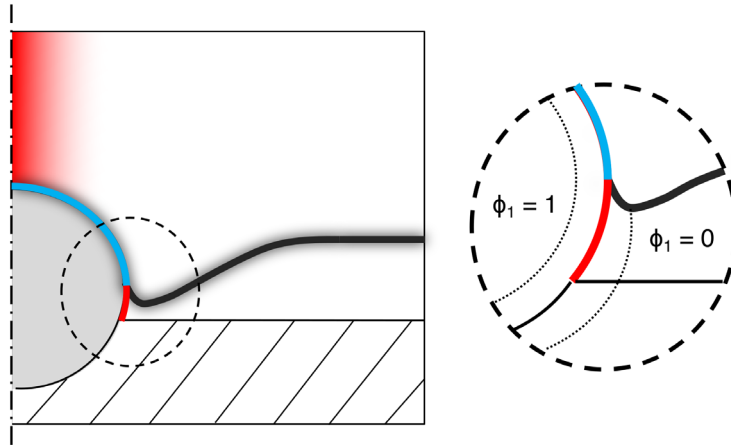 ϕ₁ = 1
ϕ₁ = 0